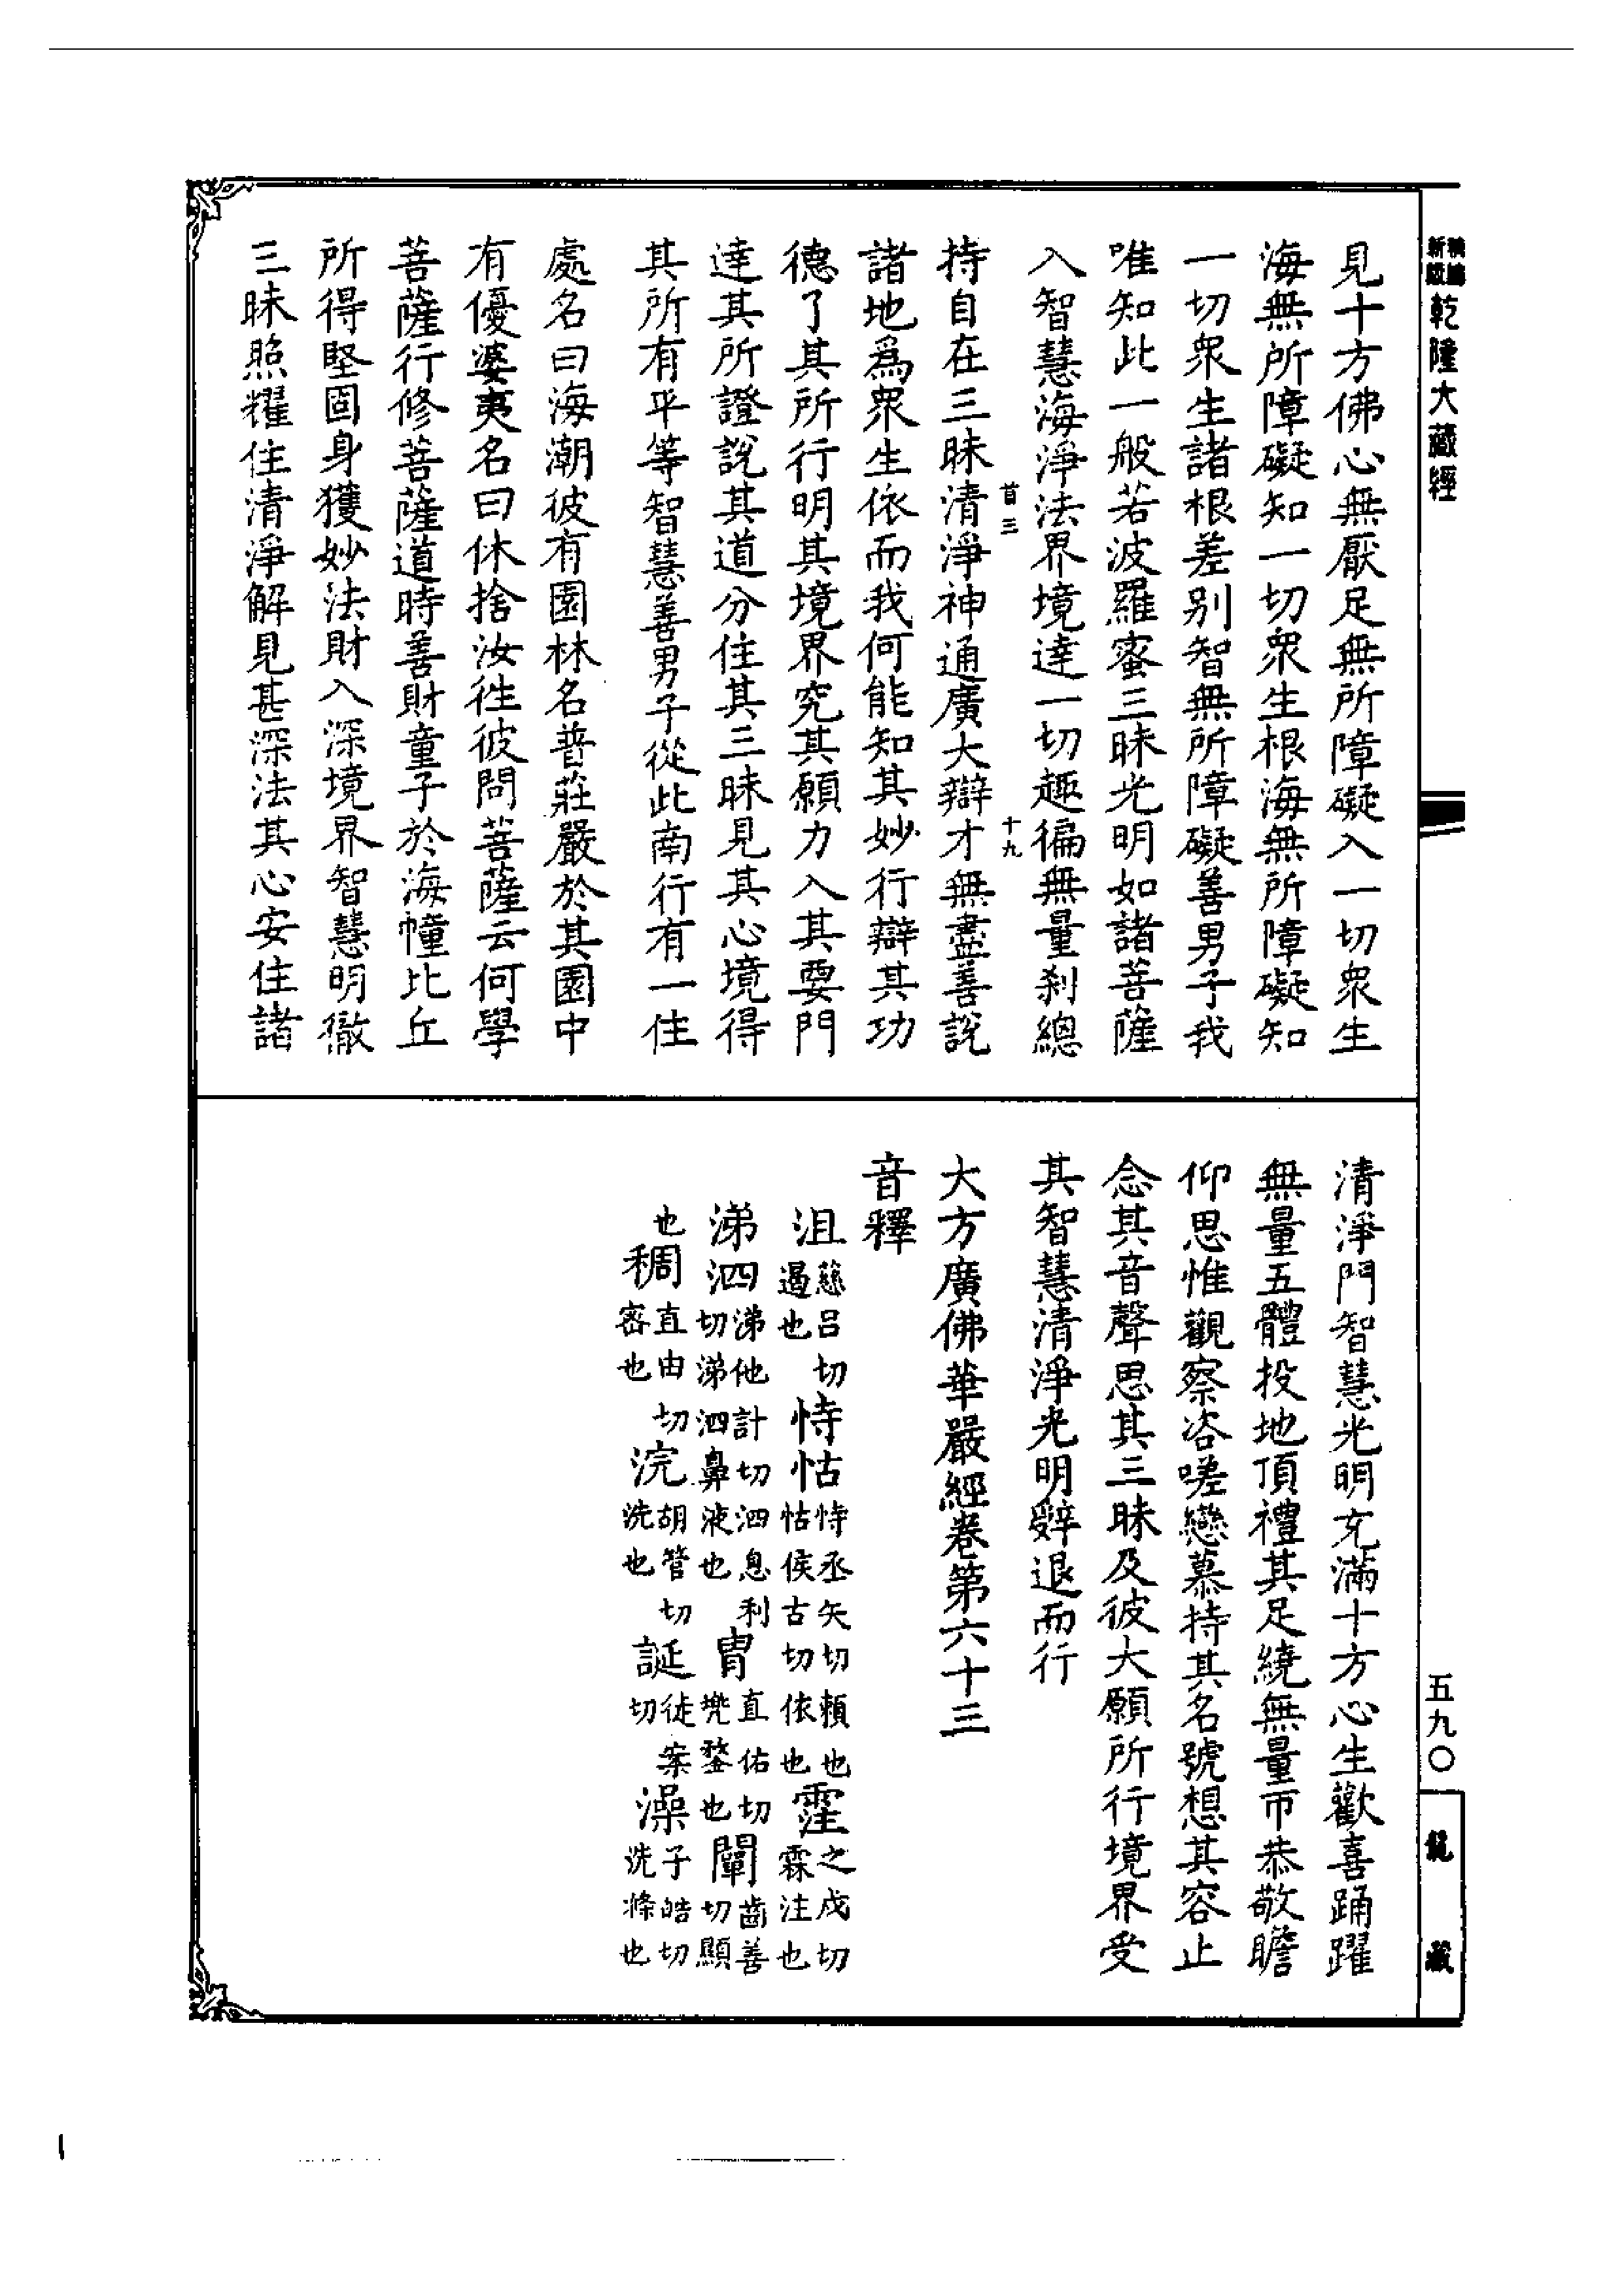 乾隆大藏經
見十方佛心無厭足無所障礙入一切衆生
海無所障礙知一切衆生根海無所障礙知
一切衆生諸根差别智無所障礙善男子我
唯知此一般若波羅蜜三昧光明如諸菩薩
入智慧海淨法界境達一切趣徧無量刹總
首三 十九
持自在三昧清淨神通廣大辯才無盡善說
諸地爲衆生依而我何能知其妙行辯其功
德了其所行明其境界究其願力入其要門
達其所證說其道分住其三昧見其心境得
其所有平等智慧善男子從此南行有一住
處名曰海潮彼有園林名普莊嚴於其園中
有優婆夷名曰休捨汝徃彼問菩薩云何學
菩薩行修菩薩道時善財童子於海幢比丘
所得堅固身獲妙法財入深境界智慧明徹
三昧照耀住清淨解見甚深法其心安住諸
清淨門智慧光明充滿十方心生歡喜踊躍
無量五體投地頂禮其足繞無量帀恭敬瞻
仰思惟觀察咨嗟戀慕持其名號想其容止
念其音聲思其三昧及彼大願所行境界受
其智慧清淨光明辭退而行
大方廣佛華嚴經卷第六十三
音釋
沮慈呂切遏也 恃怙恃丞矢切賴也怙侯古切依也 霔之戍切霖注也
涕泗涕他計切泗息利切涕泗鼻液也 胄直佑切兜鍪也 闡齒善切顯
也 稠直由切密也 浣胡管切洗也 誕徒案切 澡子皓切洗滌也
五九〇
龍藏